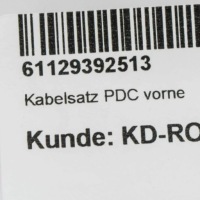 61129392513
Kabelsatz PDC vorne
Kunde: KD-RO